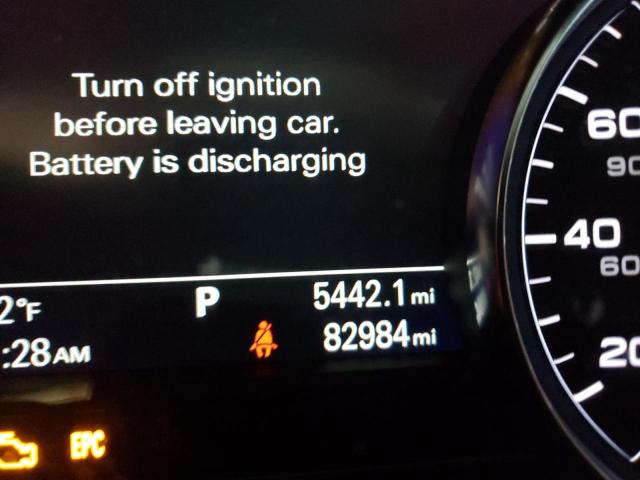 Turn off ignition
before leaving car.
Battery is discharging
2°F
P
5442.1 mi
:28 AM
82984 mi
EPC
60
90
40
60
20